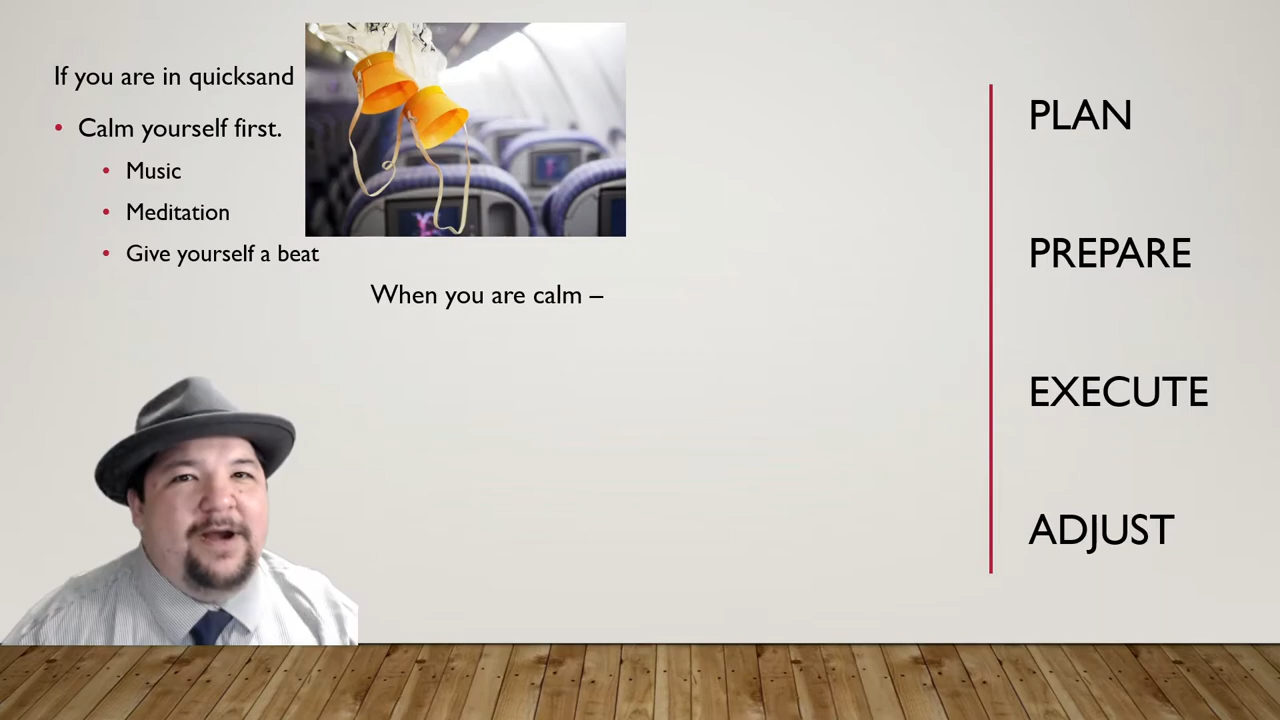 If you are in quicksand
• Calm yourself first.
• Music
• Meditation
• Give yourself a beat
When you are calm –
PLAN
PREPARE
EXECUTE
ADJUST